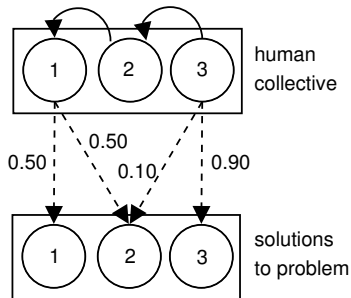 1 2 3
human
collective
0.50 0.50 0.10 0.90
1 2 3
solutions
to problem